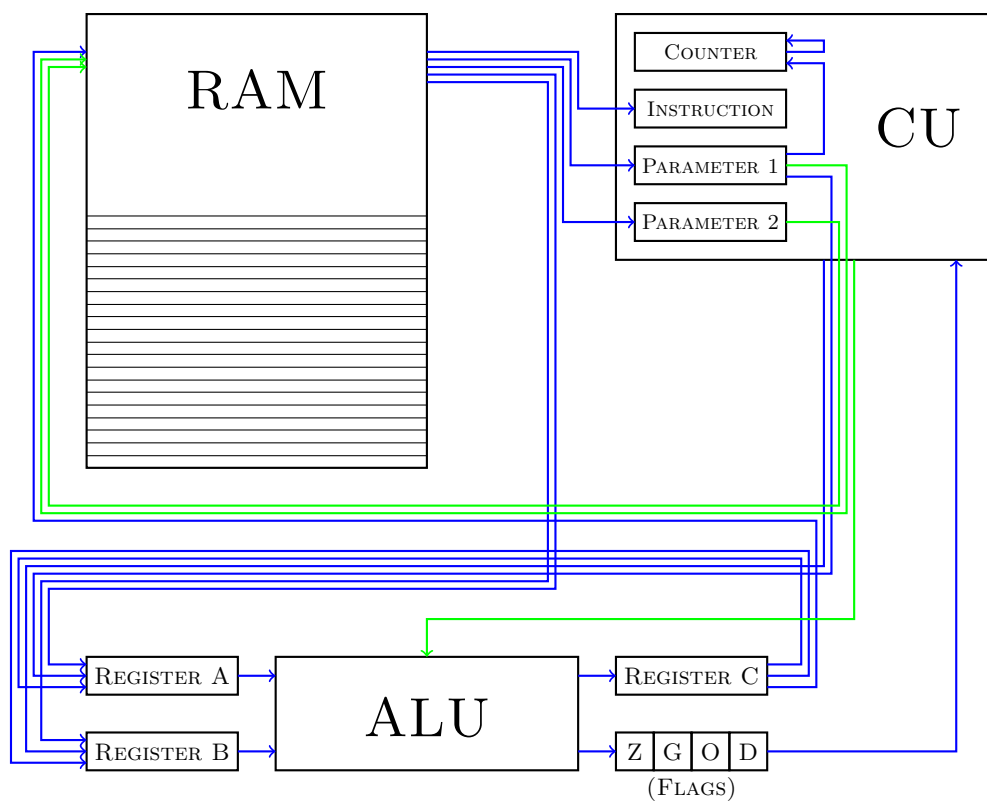 RAM
CU
COUNTER
INSTRUCTION
PARAMETER 1
PARAMETER 2
REGISTER A
REGISTER B
ALU
REGISTER C
Z G O D
(FLAGS)